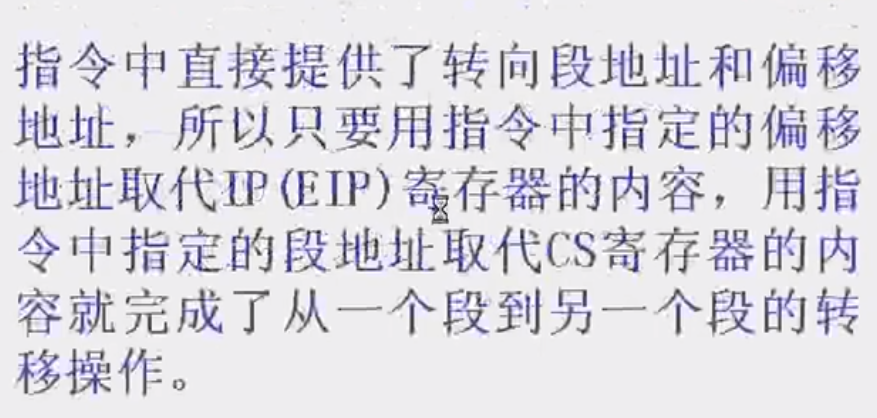 指令中直接提供了转向段地址和偏移
地址，所以只要用指令中指定的偏移
地址取代IP(EIP)寄存器的内容，用指
令中指定的段地址取代CS寄存器的内
容就完成了从一个段到另一个段的转
移操作。